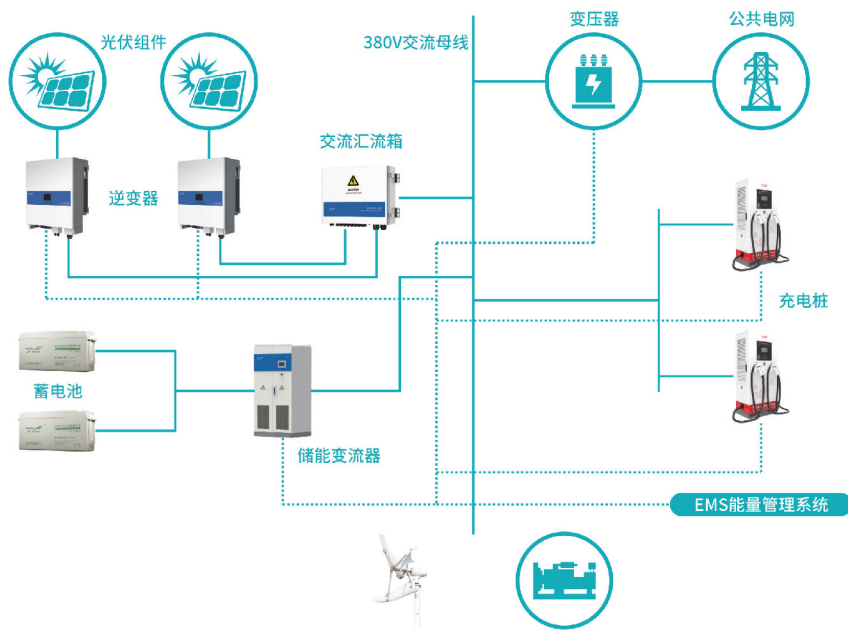 光伏组件
380V交流母线
变压器
公共电网
交流汇流箱
逆变器
充电桩
蓄电池
储能变流器
EMS能量管理系统